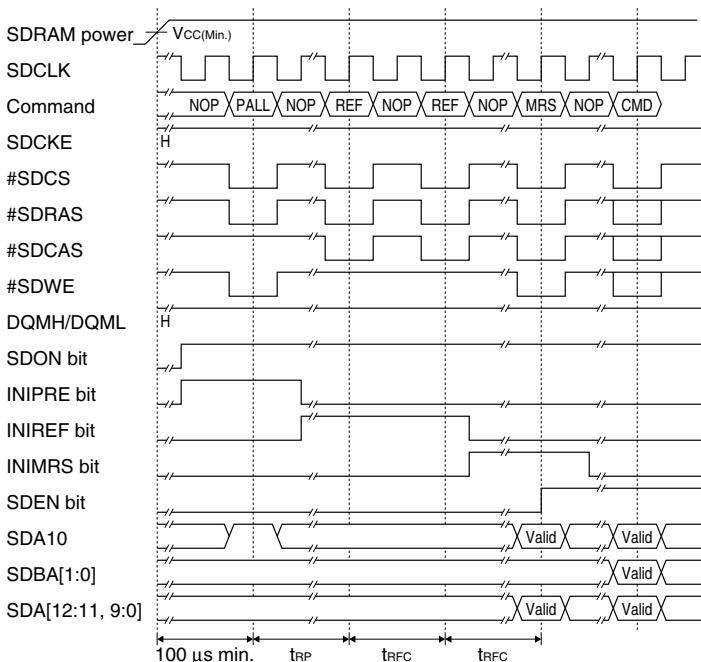 SDRAM power VCC(Min.)
SDCLK
Command NOP PALL NOP REF NOP REF NOP MRS NOP CMD
SDCKE H
#SDCS
#SDRAS
#SDCAS
#SDWE
DQMH/DQML H
SDON bit
INIPRE bit
INIREF bit
INIMRS bit
SDEN bit
SDA10 Valid Valid
SDBA[1:0] Valid
SDA[12:11, 9:0] Valid Valid
100 µs min. tRP tRFC tRFC